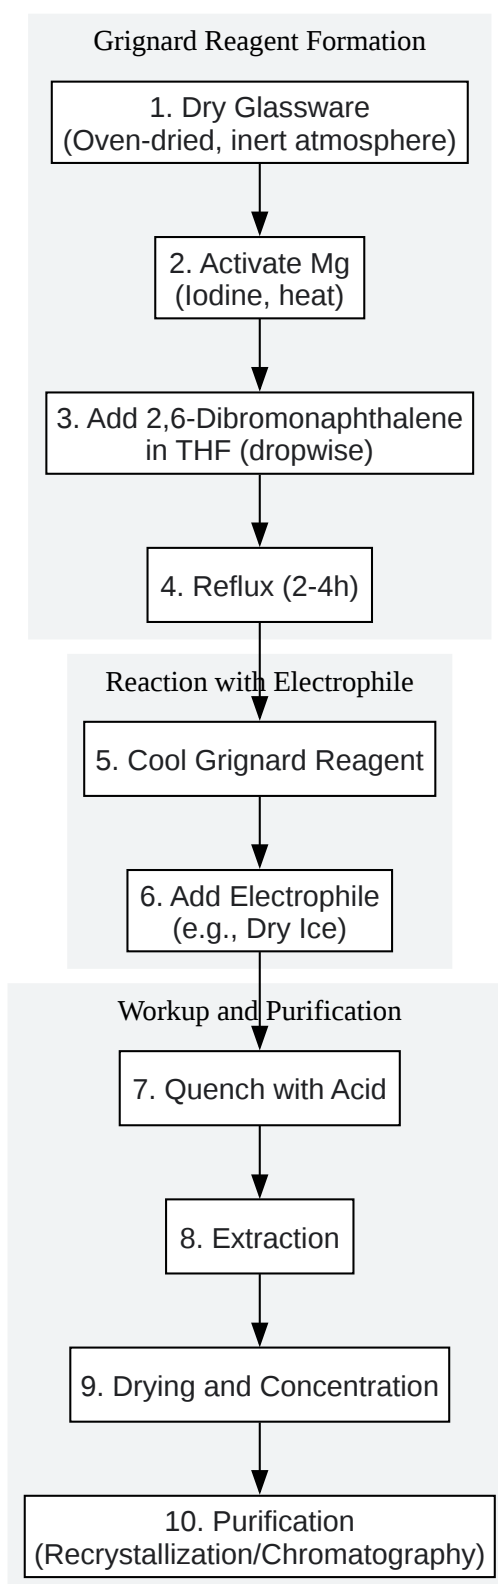 Grignard Reagent Formation
1. Dry Glassware
(Oven-dried, inert atmosphere)
2. Activate Mg
(Iodine, heat)
3. Add 2,6-Dibromonaphthalene
in THF (dropwise)
4. Reflux (2-4h)
Reaction with Electrophile
5. Cool Grignard Reagent
6. Add Electrophile
(e.g., Dry Ice)
Workup and Purification
7. Quench with Acid
8. Extraction
9. Drying and Concentration
10. Purification
(Recrystallization/Chromatography)